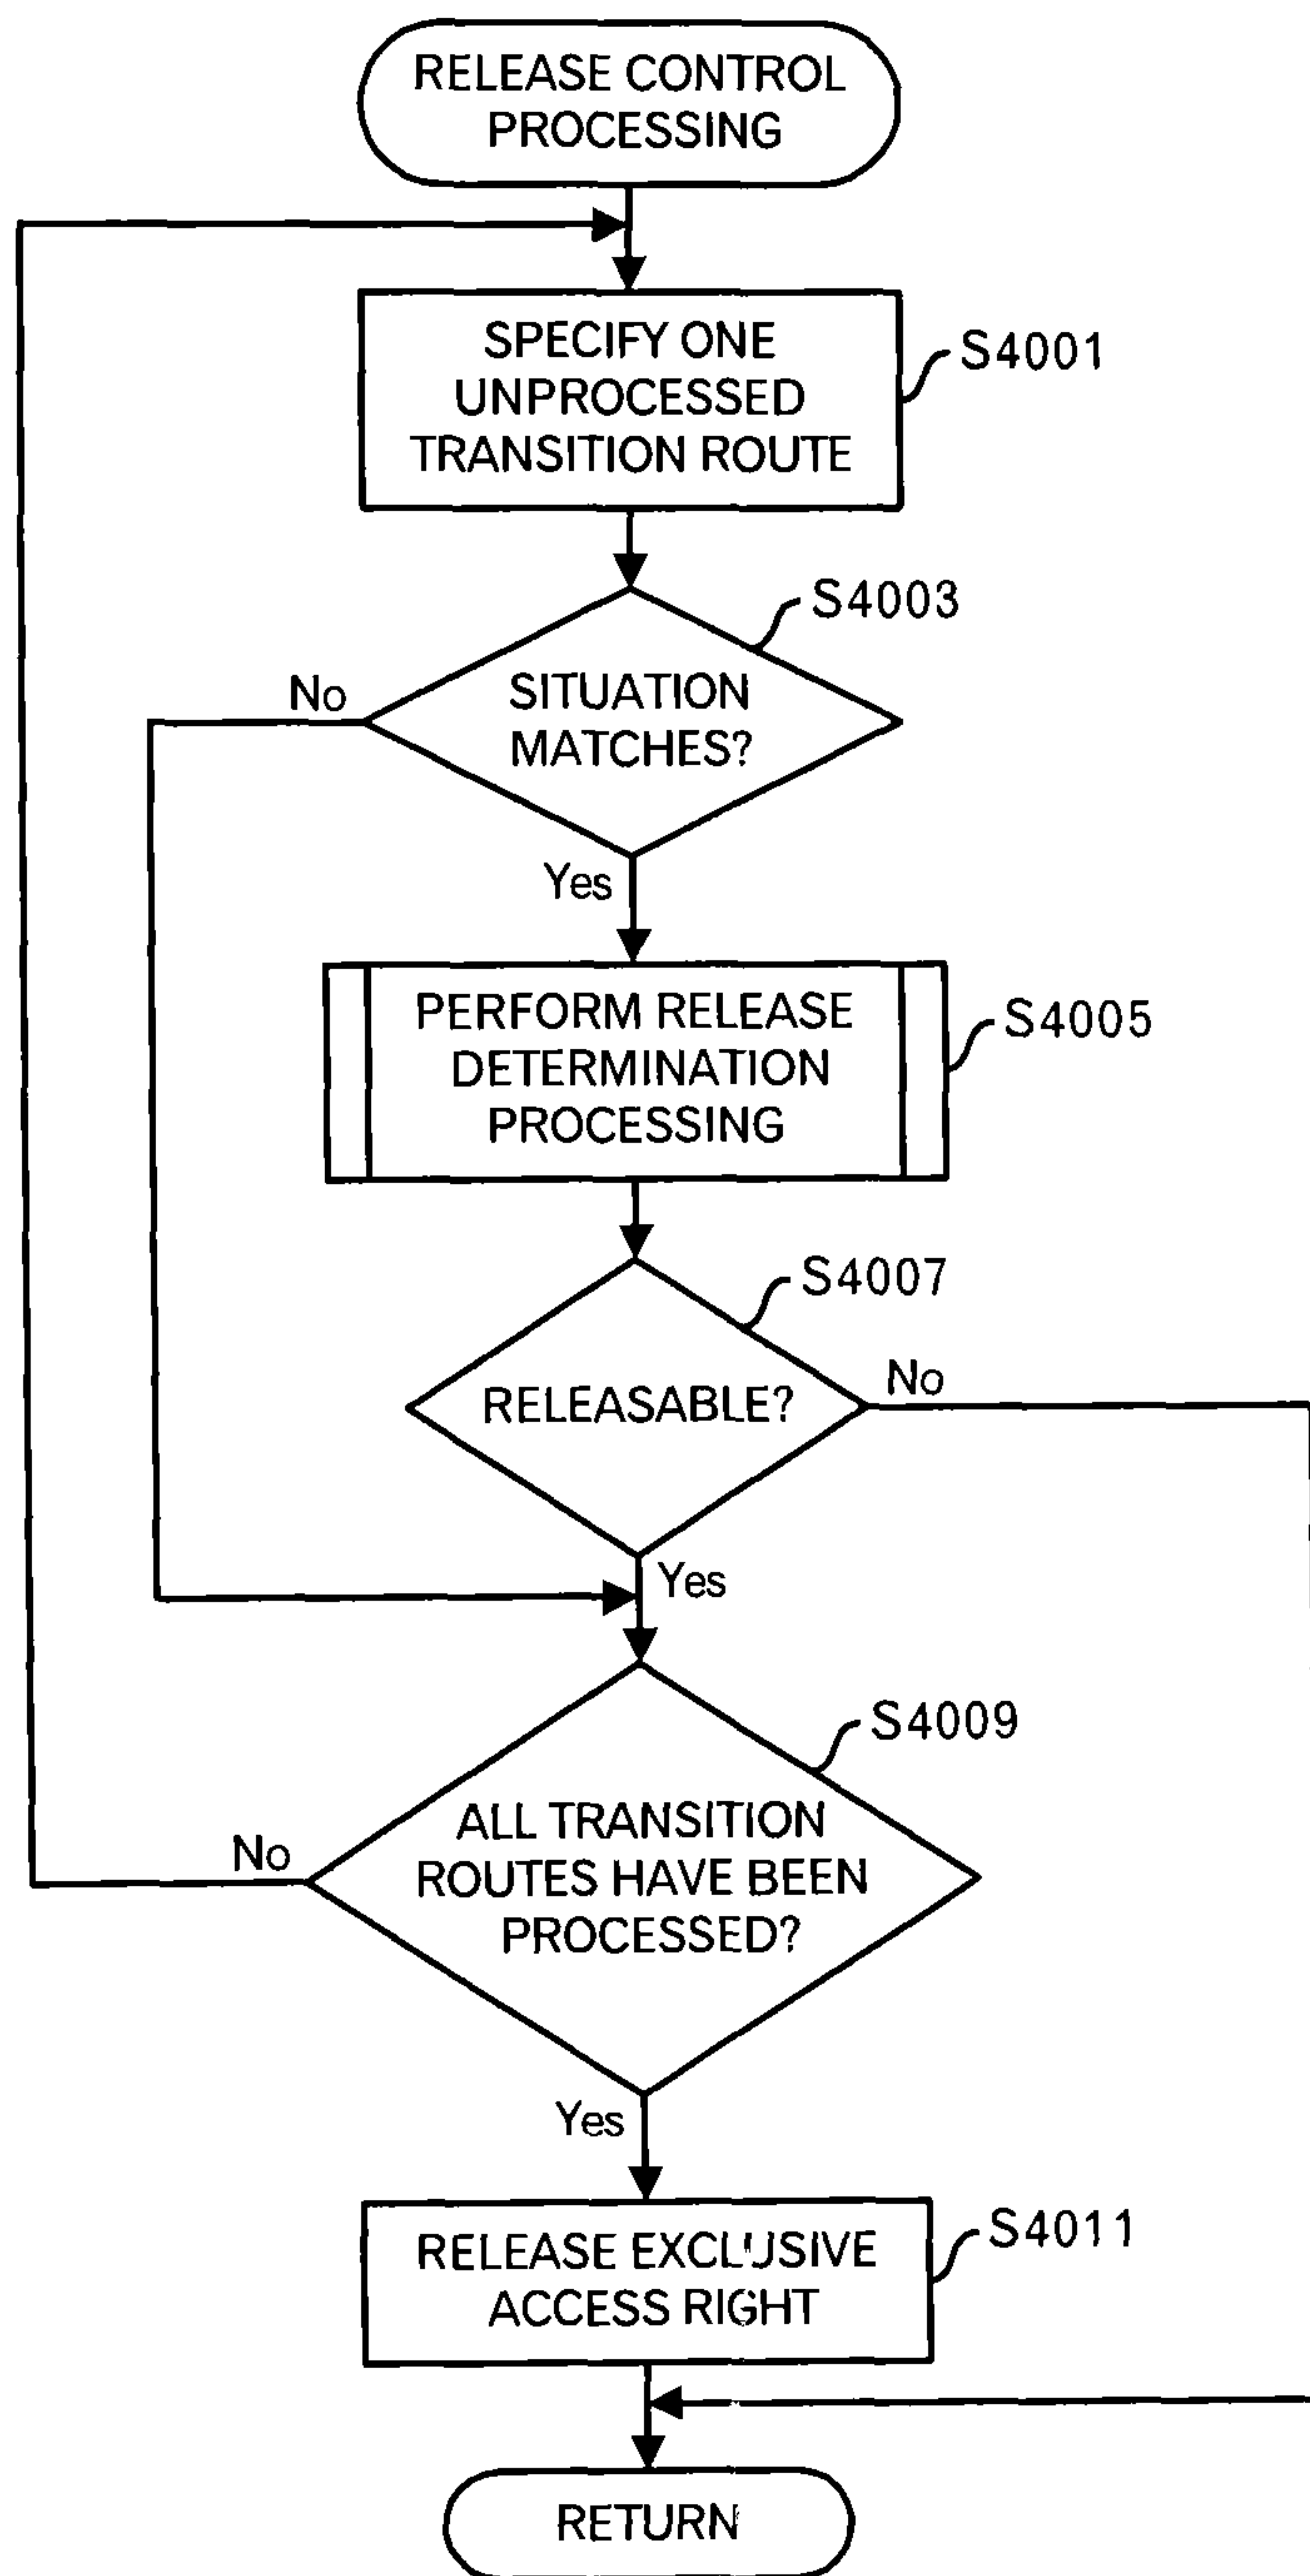 RELEASE CONTROL
PROCESSING
SPECIFY ONE
UNPROCESSED
TRANSITION ROUTE
S4001
S4003
SITUATION
MATCHES?
No
Yes
PERFORM RELEASE
DETERMINATION
PROCESSING
S4005
S4007
RELEASABLE?
No
Yes
S4009
ALL TRANSITION
ROUTES HAVE BEEN
PROCESSED?
No
Yes
RELEASE EXCLUSIVE
ACCESS RIGHT
S4011
RETURN